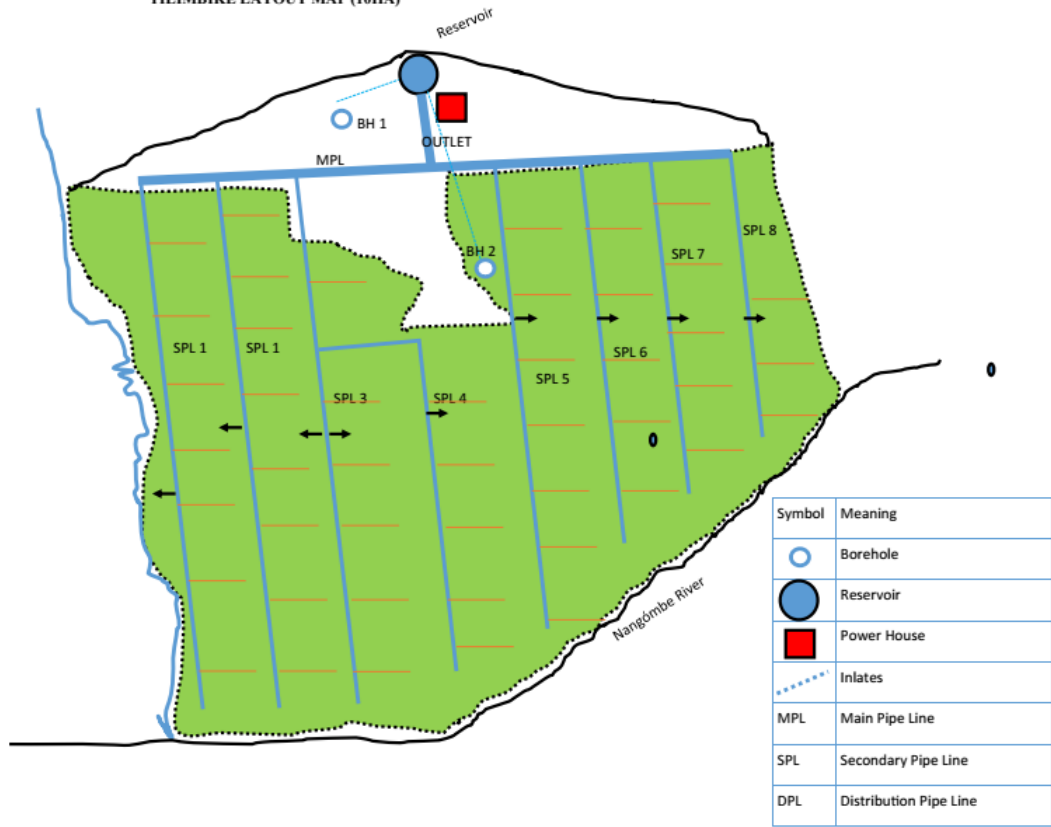 Reservoir
BH 1
OUTLET
MPL
SPL 8
BH 2
SPL 7
SPL 1
SPL 1
SPL 6
SPL 5
SPL 3
SPL 4
Nangómbe River
Symbol Meaning
Borehole
Reservoir
Power House
Inlates
MPL Main Pipe Line
SPL Secondary Pipe Line
DPL Distribution Pipe Line